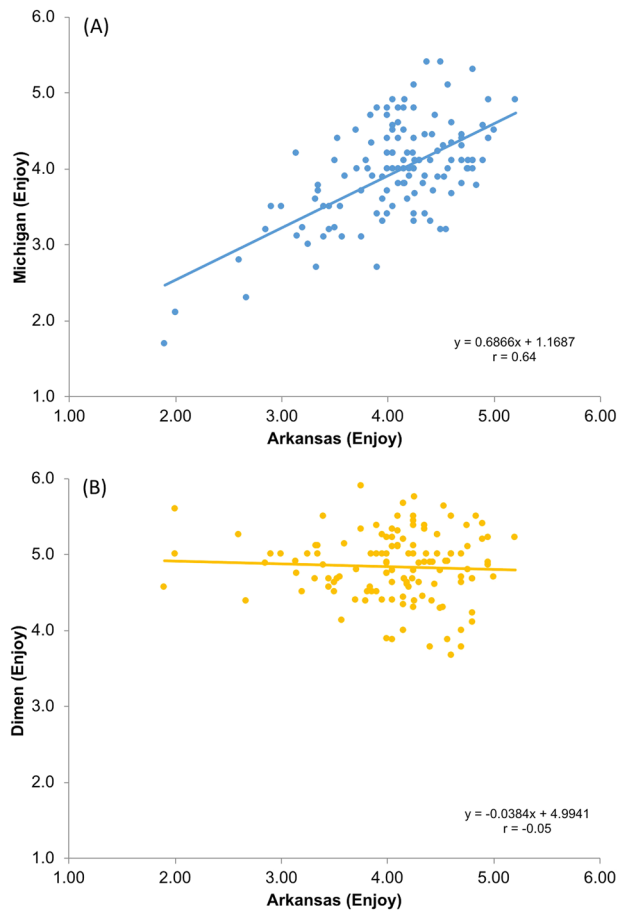 (A)
6.0
5.0
4.0
3.0
2.0
1.0
Michigan (Enjoy)
y = 0.6866x + 1.1687
r = 0.64
1.00 2.00 3.00 4.00 5.00 6.00
Arkansas (Enjoy)
(B)
6.0
5.0
4.0
3.0
2.0
1.0
Dimen (Enjoy)
y = -0.0384x + 4.9941
r = -0.05
1.00 2.00 3.00 4.00 5.00 6.00
Arkansas (Enjoy)